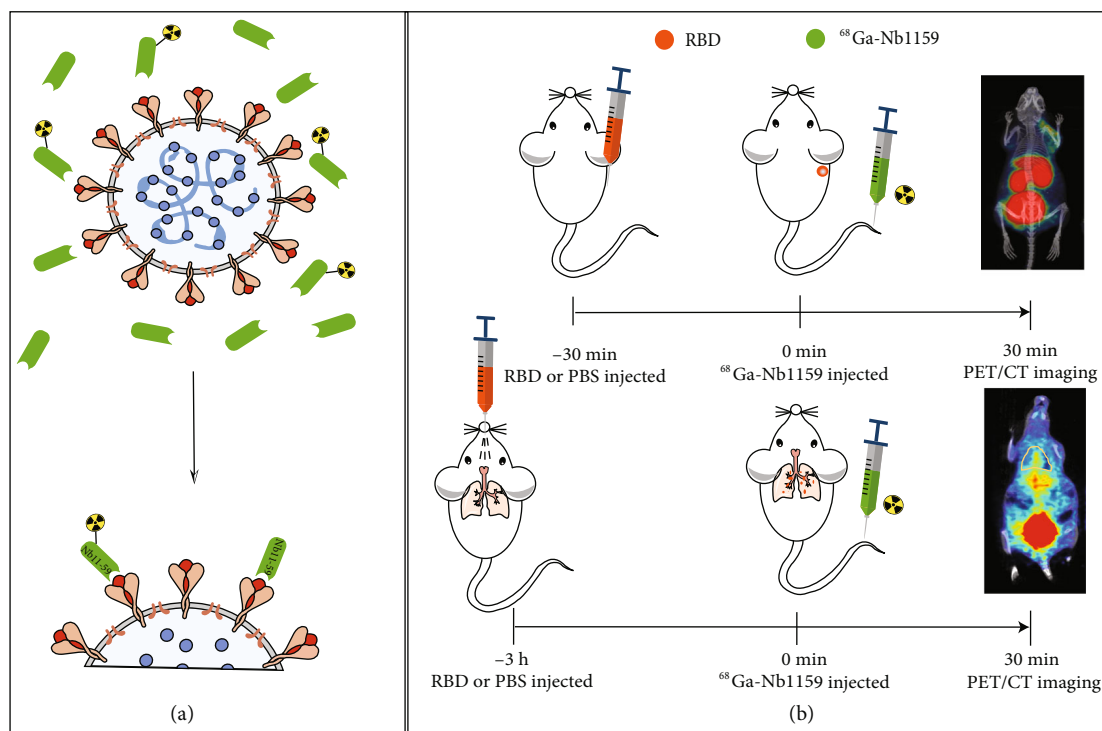 RBD
⁶⁸Ga-Nb1159
–30 min
RBD or PBS injected
0 min
⁶⁸Ga-Nb1159 injected
30 min
PET/CT imaging
Nb11-59
Nb11-59
–3 h
RBD or PBS injected
0 min
⁶⁸Ga-Nb1159 injected
30 min
PET/CT imaging
(a)
(b)